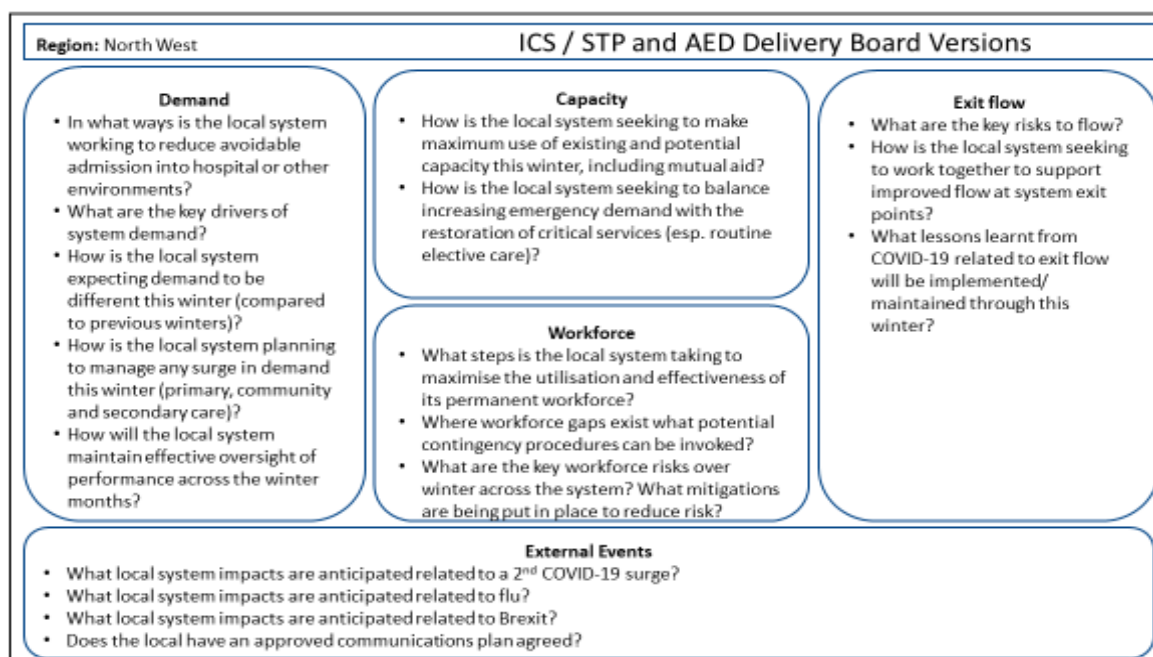 Region: North West
ICS / STP and AED Delivery Board Versions
Demand
• In what ways is the local system
working to reduce avoidable
admission into hospital or other
environments?
• What are the key drivers of
system demand?
• How is the local system
expecting demand to be
different this winter (compared
to previous winters)?
• How is the local system planning
to manage any surge in demand
this winter (primary, community
and secondary care)?
• How will the local system
maintain effective oversight of
performance across the winter
months?
Capacity
• How is the local system seeking to make
maximum use of existing and potential
capacity this winter, including mutual aid?
• How is the local system seeking to balance
increasing emergency demand with the
restoration of critical services (esp. routine
elective care)?
Workforce
• What steps is the local system taking to
maximise the utilisation and effectiveness of
its permanent workforce?
• Where workforce gaps exist what potential
contingency procedures can be invoked?
• What are the key workforce risks over
winter across the system? What mitigations
are being put in place to reduce risk?
Exit flow
• What are the key risks to flow?
• How is the local system seeking
to work together to support
improved flow at system exit
points?
• What lessons learnt from
COVID-19 related to exit flow
will be implemented/
maintained through this
winter?
External Events
• What local system impacts are anticipated related to a 2nd COVID-19 surge?
• What local system impacts are anticipated related to flu?
• What local system impacts are anticipated related to Brexit?
• Does the local have an approved communications plan agreed?